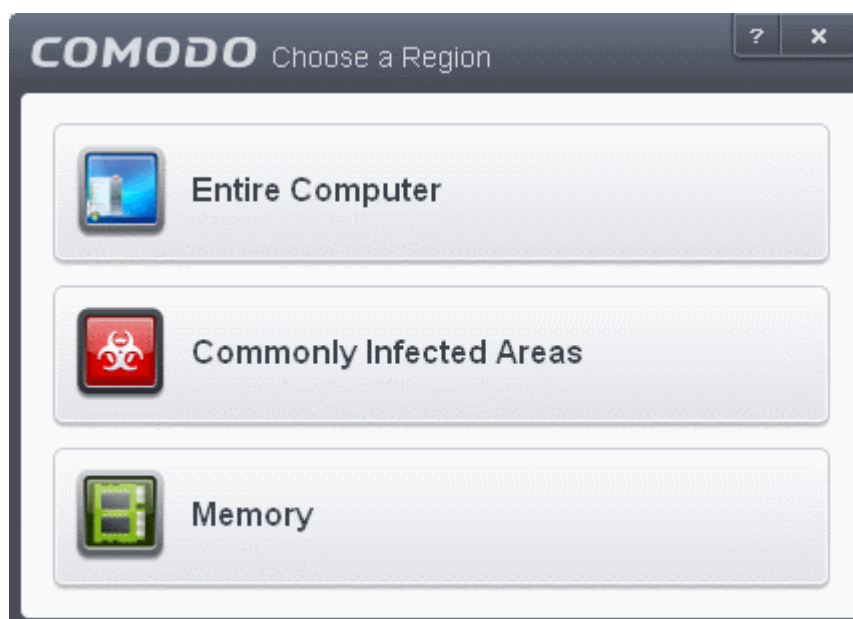 COMODO Choose a Region ? x
Entire Computer
Commonly Infected Areas
Memory